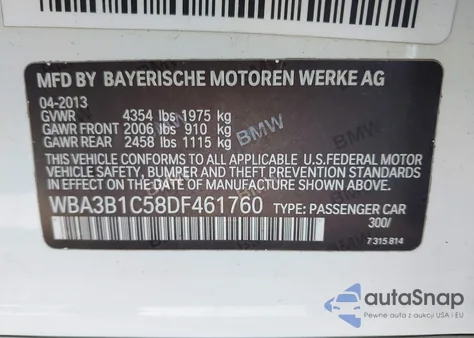 MFD BY BAYERISCHE MOTOREN WERKE AG
04-2013
GVWR 4354 lbs 1975 kg
GAWR FRONT 2006 lbs 910 kg
GAWR REAR 2458 lbs 1115 kg
BMW
THIS VEHICLE CONFORMS TO ALL APPLICABLE U.S.FEDERAL MOTOR
VEHICLE SAFETY, BUMPER, AND THEFT PREVENTION STANDARDS
IN EFFECT ON THE DATE OF MANUFACTURE SHOWN ABOVE.
WBA3B1C58DF461760 TYPE: PASSENGER CAR
300/
7 315 814
autoSnap
Pewne auta z aukcji USA i EU